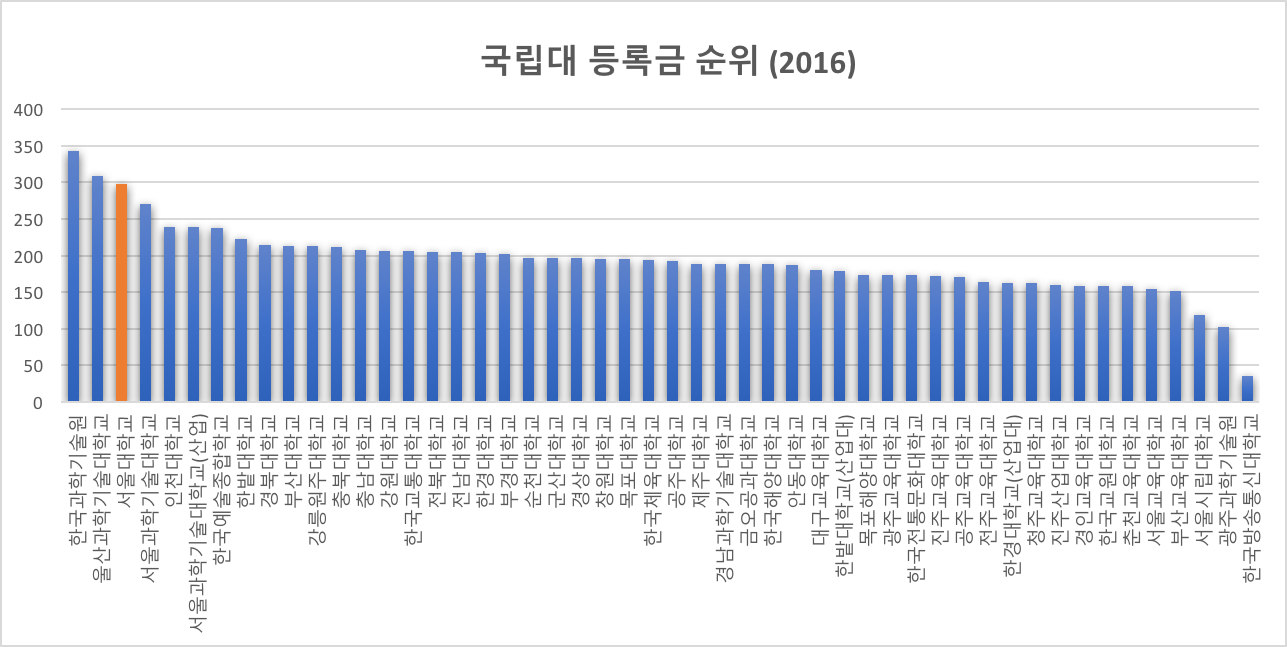 국립대 등록금 순위 (2016)
400
350
300
250
200
150
100
50
0
한국과학기술원
울산과학기술대학교
서울대학교
서울과학기술대학교
인천대학교
서울과학기술대학교(산업)
한국예술종합학교
한밭대학교
경북대학교
부산대학교
강릉원주대학교
충북대학교
충남대학교
강원대학교
한국교통대학교
전북대학교
전남대학교
한경대학교
부경대학교
순천대학교
군산대학교
경상대학교
창원대학교
목포대학교
한국체육대학교
공주대학교
제주대학교
경남과학기술대학교
금오공과대학교
한국해양대학교
안동대학교
대구교육대학교
한밭대학교(산업대)
목포해양대학교
광주교육대학교
한국전통문화대학교
진주교육대학교
공주교육대학교
전주교육대학교
한경대학교(산업대)
청주교육대학교
진주산업대학교
경인교육대학교
한국교원대학교
춘천교육대학교
서울교육대학교
부산교육대학교
서울시립대학교
광주과학기술원
한국방송통신대학교